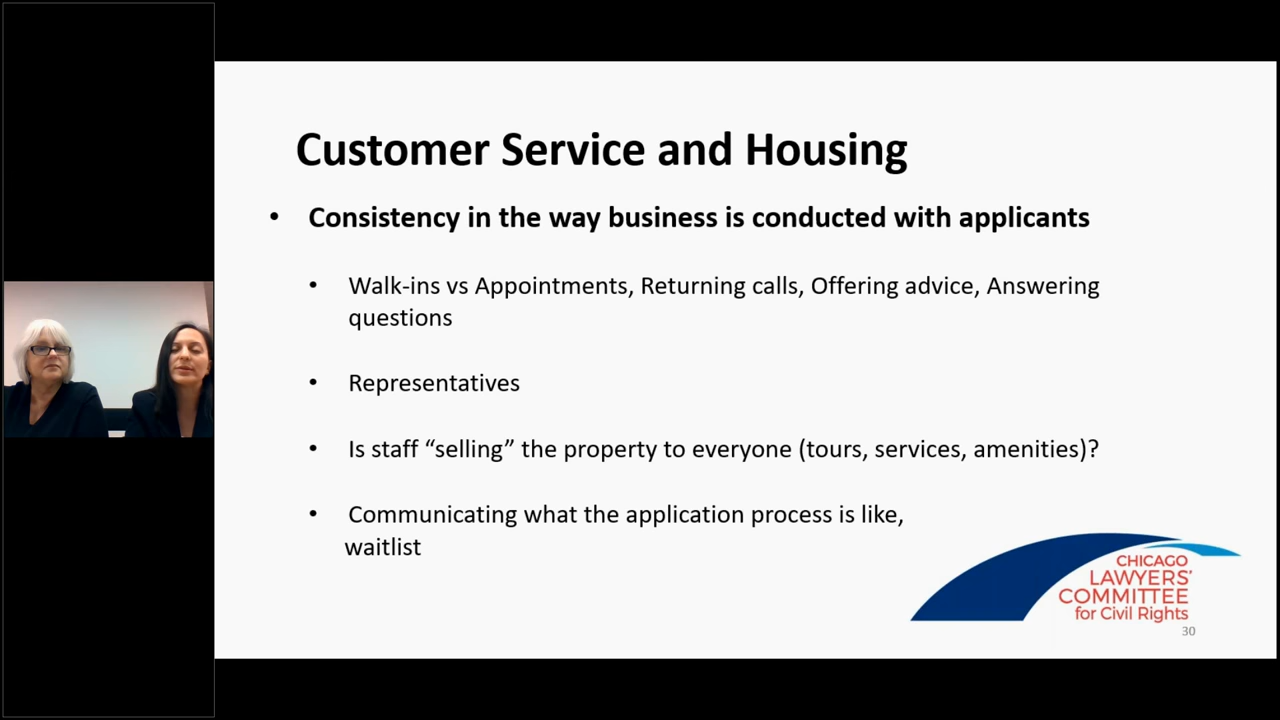 Customer Service and Housing
• Consistency in the way business is conducted with applicants
• Walk-ins vs Appointments, Returning calls, Offering advice, Answering
questions
• Representatives
• Is staff “selling” the property to everyone (tours, services, amenities)?
• Communicating what the application process is like,
waitlist
CHICAGO
LAWYERS’
COMMITTEE
for Civil Rights
30